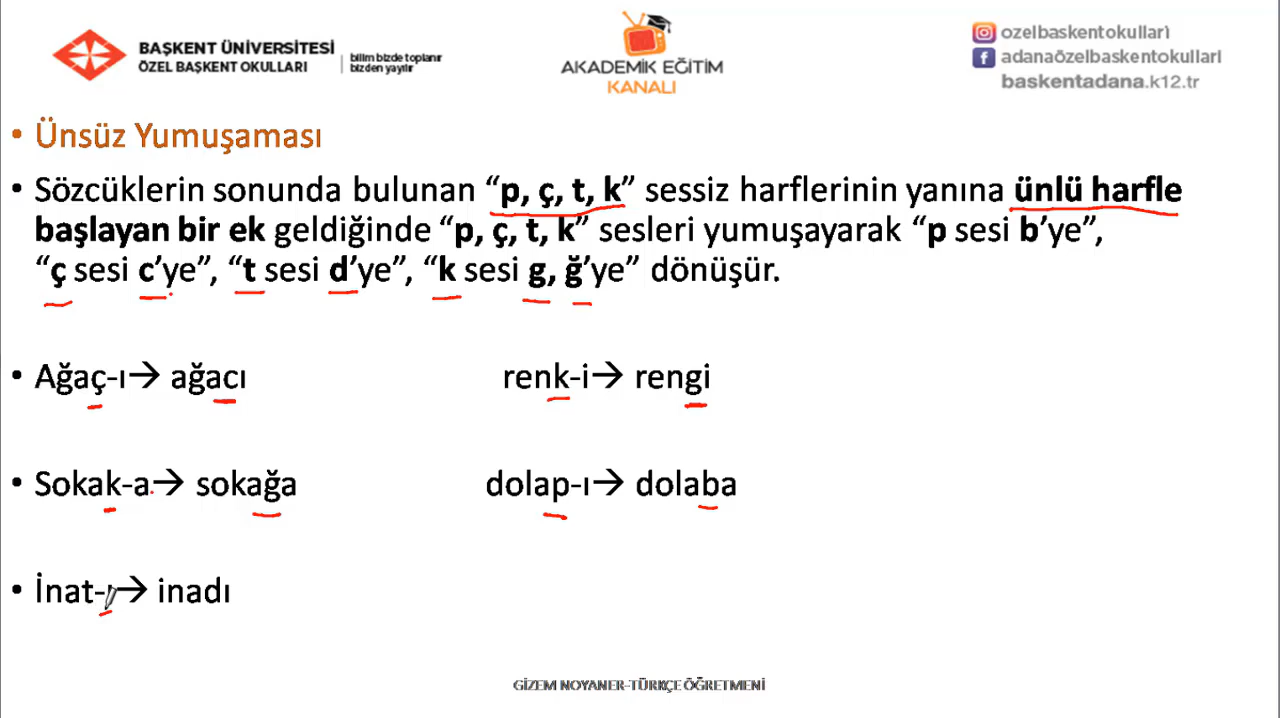 BAŞKENT ÜNİVERSİTESİ
ÖZEL BAŞKENT OKULLARI
bilim bizde toplanır
bizden yayılır
AKADEMİK EĞİTİM
KANALI
ozelbaskentokulları
adanaözelbaskentokullari
baskentadana.k12.tr
• Ünsüz Yumuşaması
• Sözcüklerin sonunda bulunan “p, ç, t, k” sessiz harflerinin yanına ünlü harfle
başlayan bir ek geldiğinde “p, ç, t, k” sesleri yumuşayarak “p sesi b’ye”,
“ç sesi c’ye”, “t sesi d’ye”, “k sesi g, ğ’ye” dönüşür.
• Ağaç-ı→ ağacı renk-i→ rengi
• Sokak-a→ sokağa dolap-ı→ dolaba
• İnat-ı→ inadı
GİZEM NOYANER-TÜRKÇE ÖĞRETMENİ